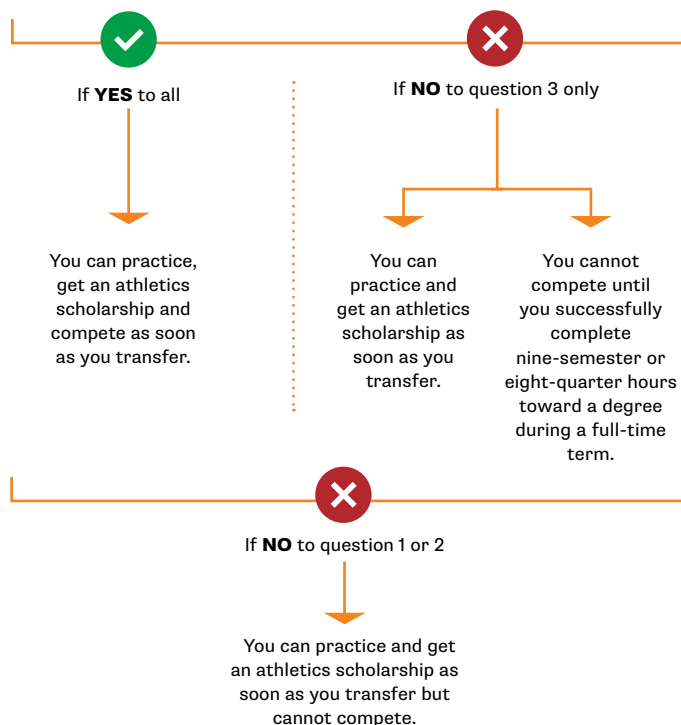 If YES to all
If NO to question 3 only
You can practice,
get an athletics
scholarship and
compete as soon
as you transfer.
You can
practice and
get an athletics
scholarship as
soon as you
transfer.
You cannot
compete until
you successfully
complete
nine-semester or
eight-quarter hours
toward a degree
during a full-time
term.
If NO to question 1 or 2
You can practice and get
an athletics scholarship as
soon as you transfer but
cannot compete.